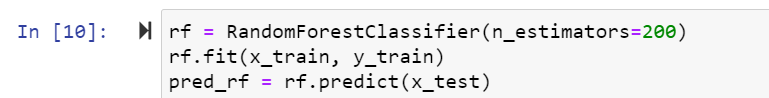 In [10]: rf = RandomForestClassifier(n_estimators=200)
rf.fit(x_train, y_train)
pred_rf = rf.predict(x_test)